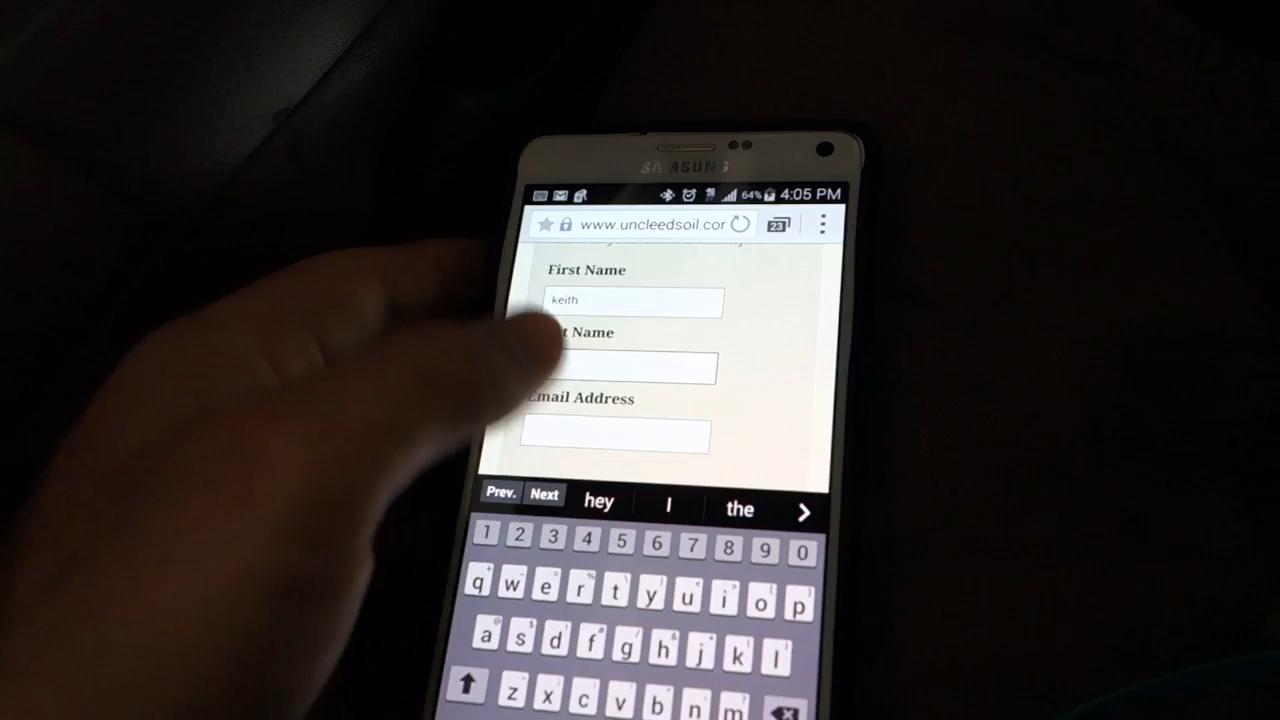 SAMSUNG
64% 4:05 PM
www.uncleedsoil.cor 23
First Name
keith
t Name
Email Address
Prev. Next hey I the
1 2 3 4 5 6 7 8 9 0
q w e r t y u i o p
a s d f g h j k l
z x c v b n m